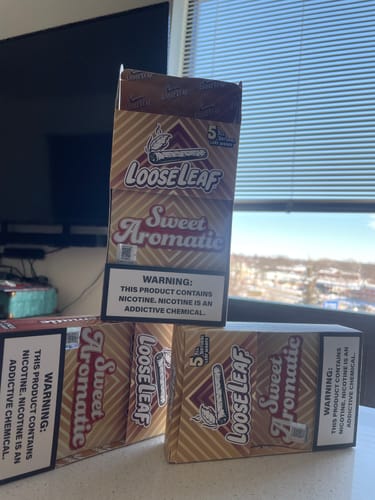 5
LOOSELEAF
Sweet
Aromatic
WARNING:
THIS PRODUCT CONTAINS
NICOTINE. NICOTINE IS AN
ADDICTIVE CHEMICAL.
LOOSELEAF
Sweet
Aromatic
WARNING:
THIS PRODUCT CONTAINS
NICOTINE. NICOTINE IS AN
ADDICTIVE CHEMICAL.
5
LOOSELEAF
Sweet
Aromatic
WARNING:
THIS PRODUCT CONTAINS
NICOTINE. NICOTINE IS AN
ADDICTIVE CHEMICAL.